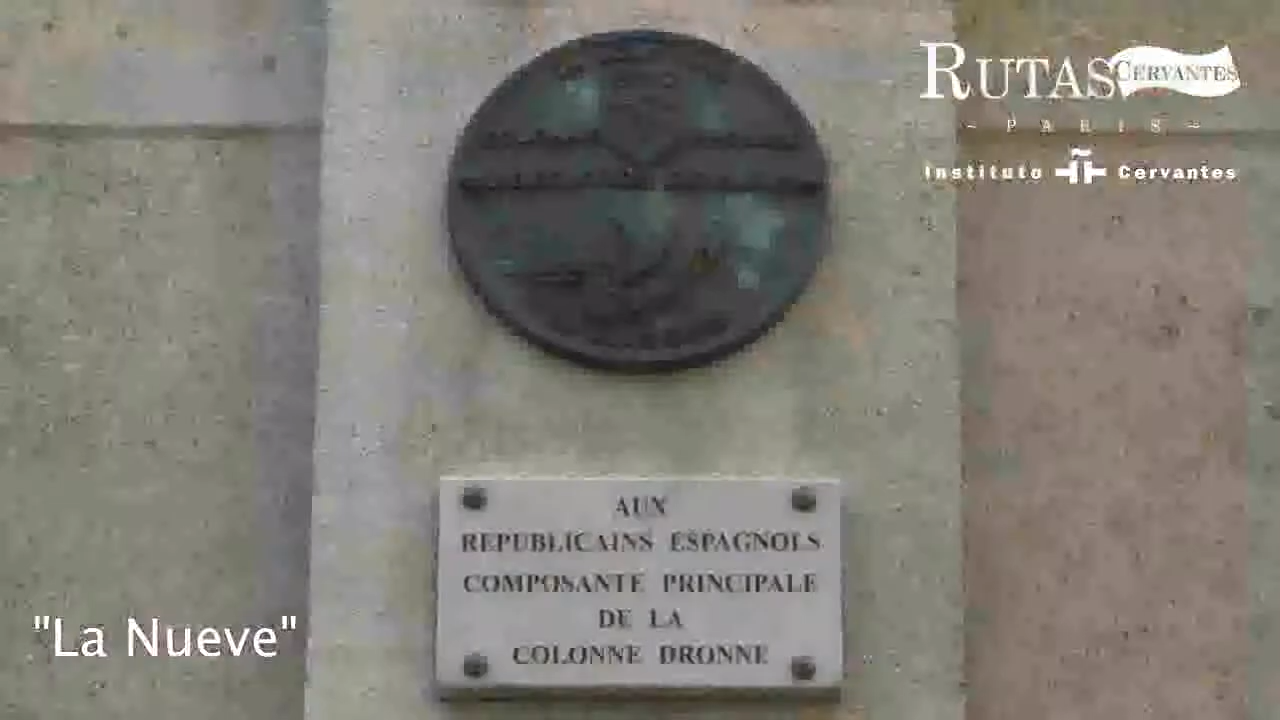 RUTAS CERVANTES
~ PARIS ~
Instituto Cervantes
AUX
REPUBLICAINS ESPAGNOLS
COMPOSANTE PRINCIPALE
DE LA
COLONNE DRONNE
"La Nueve"